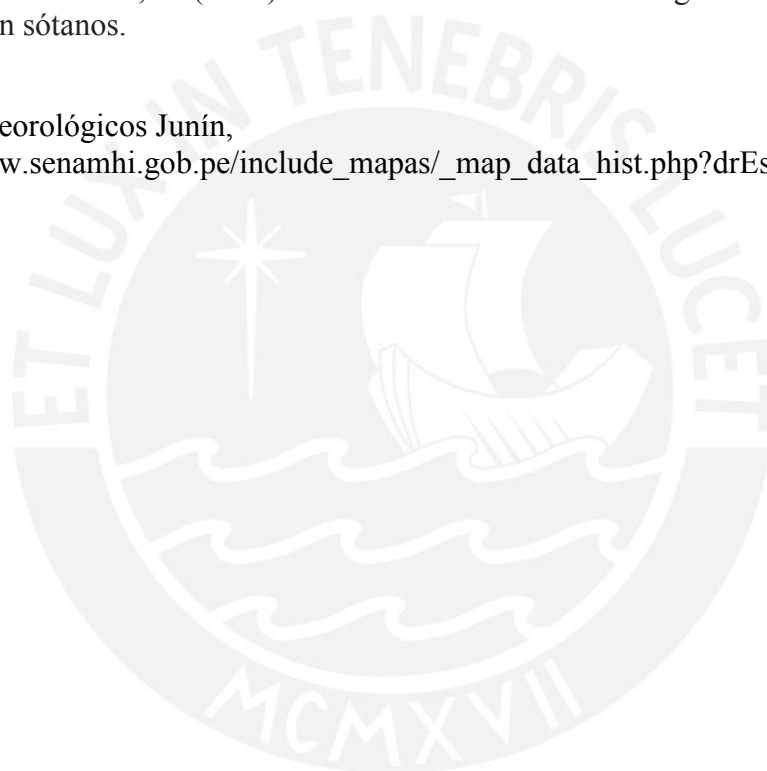 n sótanos.
eorológicos Junín,
w.senamhi.gob.pe/include_mapas/_map_data_hist.php?drEs
ET LUX IN TENEBRIS LUCET
MCMXVII